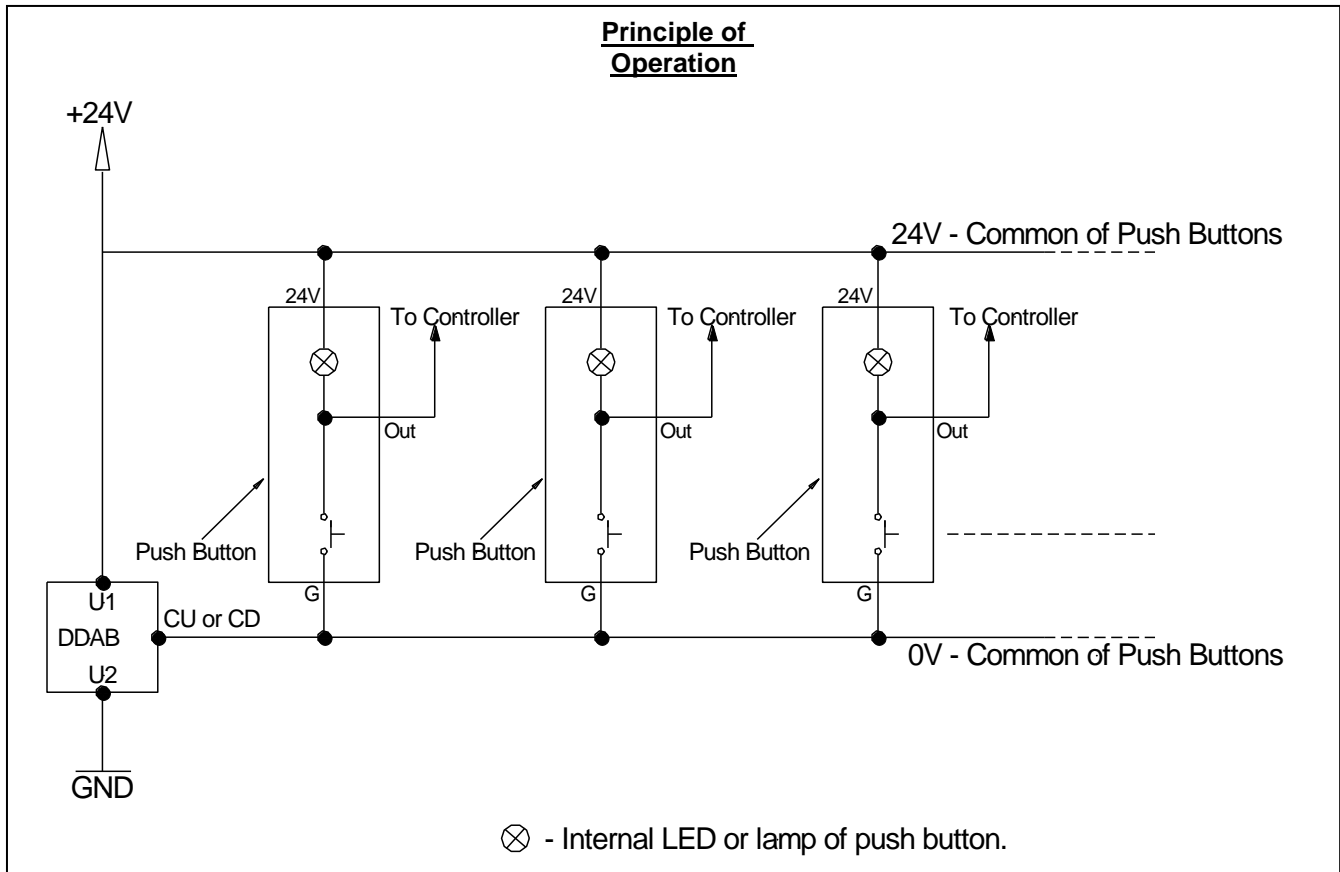 Principle of
Operation
+24V
24V - Common of Push Buttons
24V
24V
24V
To Controller
To Controller
To Controller
Out
Out
Out
Push Button
Push Button
Push Button
G
G
G
U1
DDAB
U2
CU or CD
0V - Common of Push Buttons
GND
- Internal LED or lamp of push button.